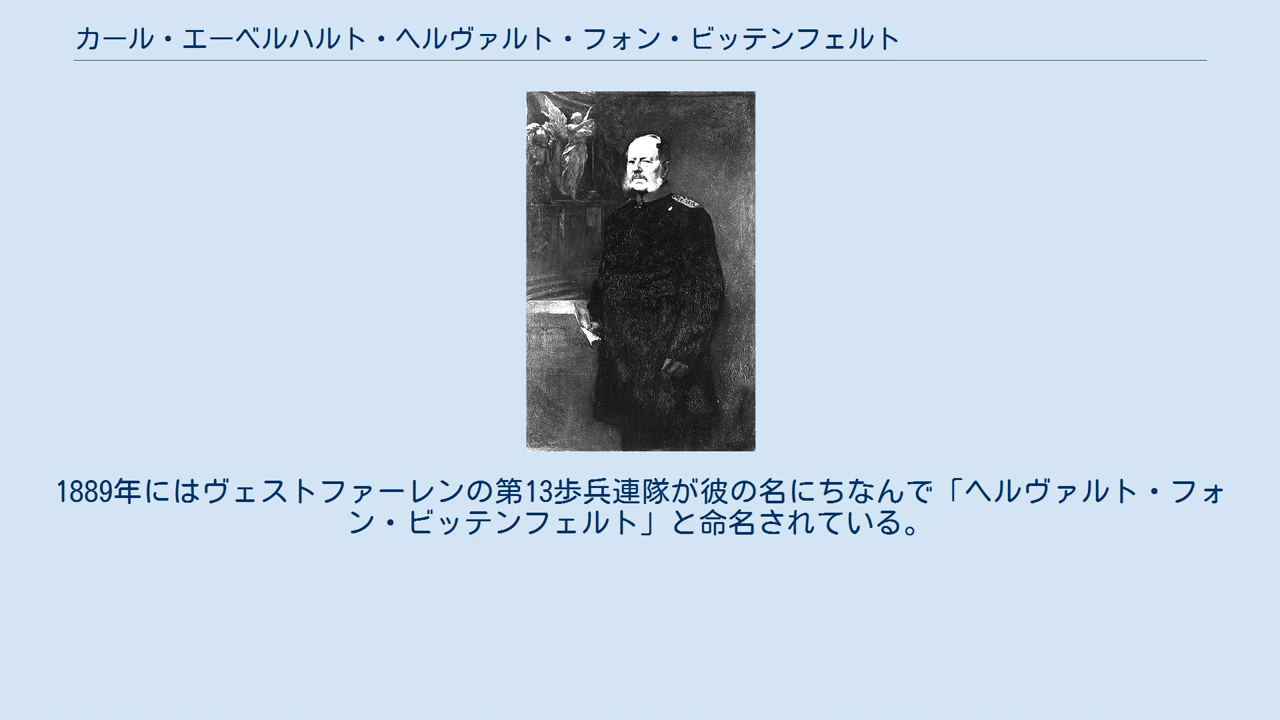 カール・エーベルハルト・ヘルヴァルト・フォン・ビッテンフェルト
1889年にはヴェストファーレンの第13歩兵連隊が彼の名にちなんで「ヘルヴァルト・フォ
ン・ビッテンフェルト」と命名されている。